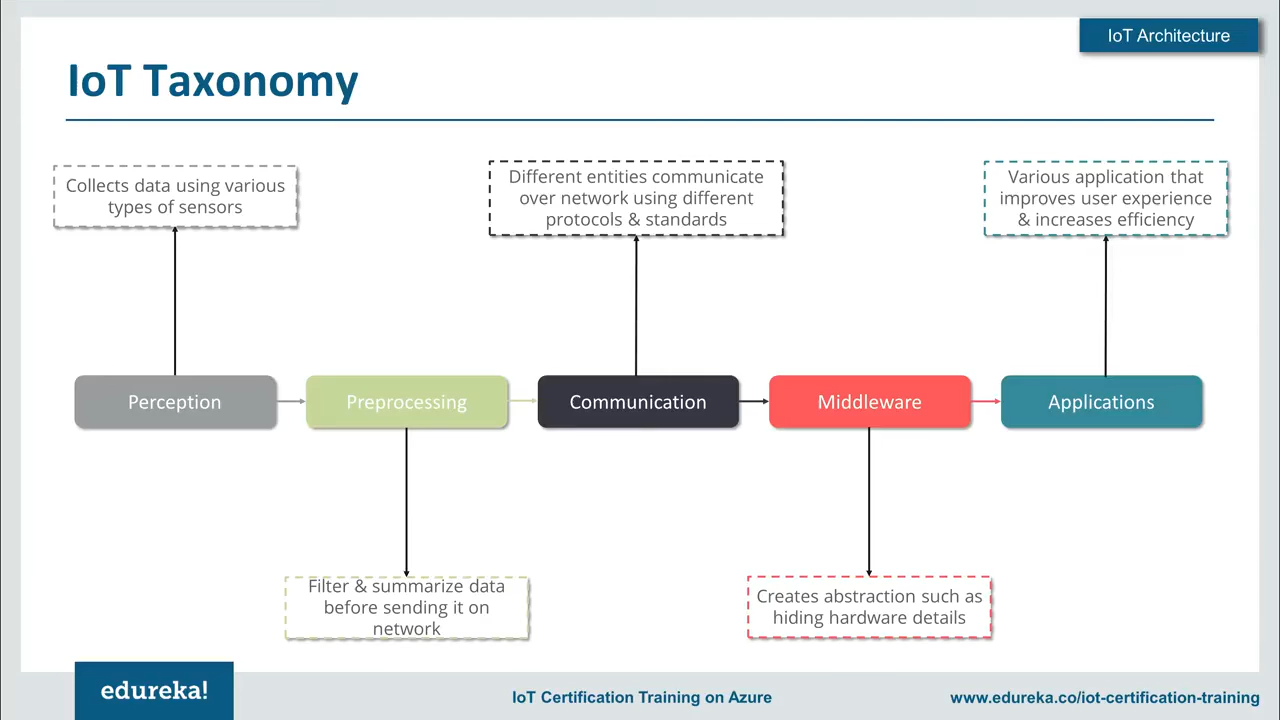 IoT Architecture
IoT Taxonomy
Collects data using various
types of sensors
Different entities communicate
over network using different
protocols & standards
Various application that
improves user experience
& increases efficiency
Perception
Preprocessing
Communication
Middleware
Applications
Filter & summarize data
before sending it on
network
Creates abstraction such as
hiding hardware details
edureka!
IoT Certification Training on Azure
www.edureka.co/iot-certification-training